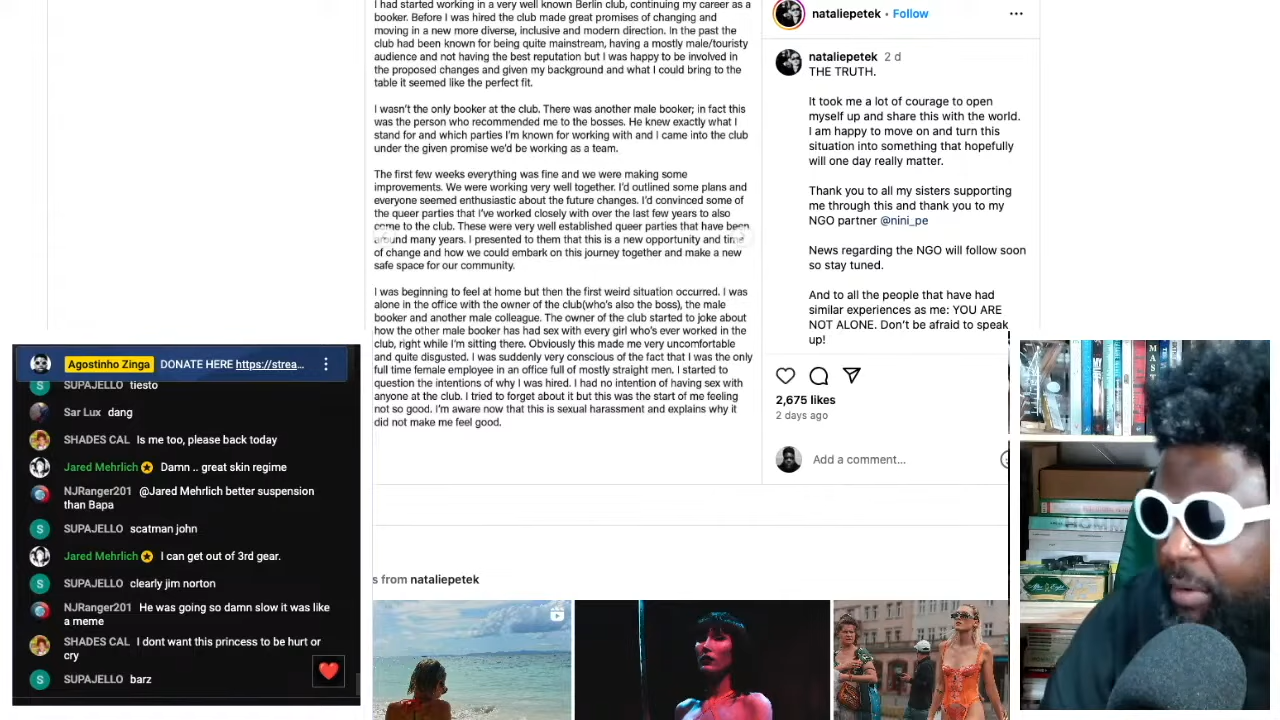 I had started working in a very well known Berlin club, continuing my career as a
booker. Before I was hired the club made great promises of changing and
moving in a new more diverse, inclusive and modern direction. In the past the
club had been known for being quite mainstream, having a mostly male/touristy
audience and not having the best reputation but I was happy to be involved in
the proposed changes and given my background and what I could bring to the
table it seemed like the perfect fit.
I wasn't the only booker at the club. There was another male booker; in fact this
was the person who recommended me to the bosses. He knew exactly what I
stand for and which parties I'm known for working with and I came into the club
under the given promise we'd be working as a team.
The first few weeks everything was fine and we were making some
improvements. We were working very well together. I'd outlined some plans and
everyone seemed enthusiastic about the future changes. I'd convinced some of
the queer parties that I've worked closely with over the last few years to also
come to the club. These were very well established queer parties that have been
around many years. I presented to them that this is a new opportunity and time
of change and how we could embark on this journey together and make a new
safe space for our community.
I was beginning to feel at home but then the first weird situation occurred. I was
alone in the office with the owner of the club(who's also the boss), the male
booker and another male colleague. The owner of the club started to joke about
how the other male booker has had sex with every girl who's ever worked in the
club, right while I'm sitting there. Obviously this made me very uncomfortable
and quite disgusted. I was suddenly very conscious of the fact that I was the only
full time female employee in an office full of mostly straight men. I started to
question the intentions of why I was hired. I had no intention of having sex with
anyone at the club. I tried to forget about it but this was the start of me feeling
not so good. I'm aware now that this is sexual harassment and explains why it
did not make me feel good.
nataliepetek • Follow
nataliepetek 2 d
THE TRUTH.
It took me a lot of courage to open
myself up and share this with the world.
I am happy to move on and turn this
situation into something that hopefully
will one day really matter.
Thank you to all my sisters supporting
me through this and thank you to my
NGO partner @nini_pe
News regarding the NGO will follow soon
so stay tuned.
And to all the people that have had
similar experiences as me: YOU ARE
NOT ALONE. Don't be afraid to speak
up!
2,675 likes
2 days ago
Add a comment...
s from nataliepetek
Agostinho Zinga DONATE HERE https://strea...
SUPAJELLO tiesto
Sar Lux dang
SHADES CAL Is me too, please back today
Jared Mehrlich Damn .. great skin regime
NJRanger201 @Jared Mehrlich better suspension
than Bapa
SUPAJELLO scatman john
Jared Mehrlich I can get out of 3rd gear.
SUPAJELLO clearly jim norton
NJRanger201 He was going so damn slow it was like
a meme
SHADES CAL I dont want this princess to be hurt or
cry
SUPAJELLO barz